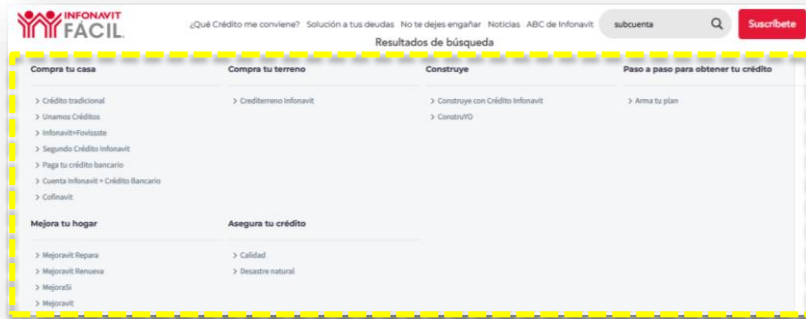 INFONAVIT
FÁCIL
¿Qué Crédito me conviene? Solución a tus deudas No te dejes engañar Noticias ABC de Infonavit subcuenta Suscríbete
Resultados de búsqueda
Compra tu casa Compra tu terreno Construye Paso a paso para obtener tu crédito
> Crédito tradicional > Crediterreno Infonavit > Construye con Crédito Infonavit > Arma tu plan
> Unamos Créditos > ConstruYO
> Infonavit+Fovissste
> Segundo Crédito Infonavit
> Paga tu crédito bancario
> Cuenta Infonavit + Crédito Bancario
> Cofinavit
Mejora tu hogar Asegura tu crédito
> Mejoravit Repara > Calidad
> Mejoravit Renueva > Desastre natural
> MejoraSi
> Mejoravit